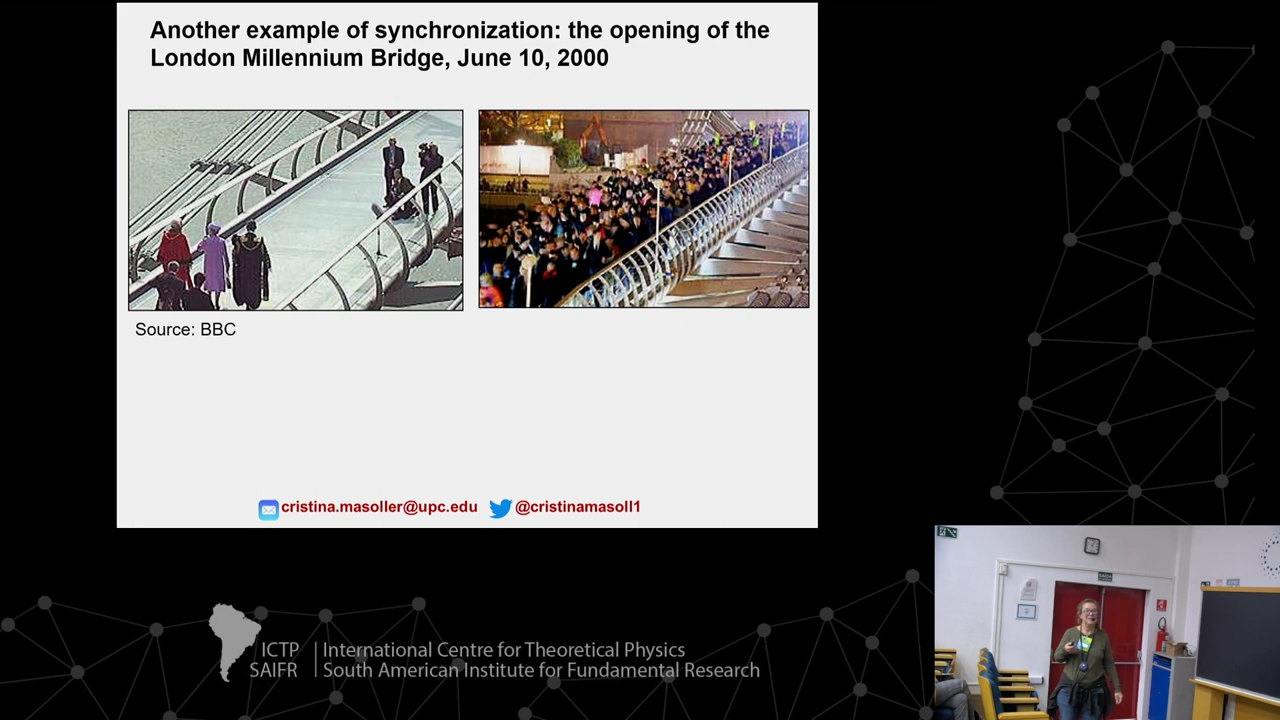 Another example of synchronization: the opening of the
London Millennium Bridge, June 10, 2000
Source: BBC
cristina.masoller@upc.edu @cristinamasoll1
ICTP
SAIFR
International Centre for Theoretical Physics
South American Institute for Fundamental Research